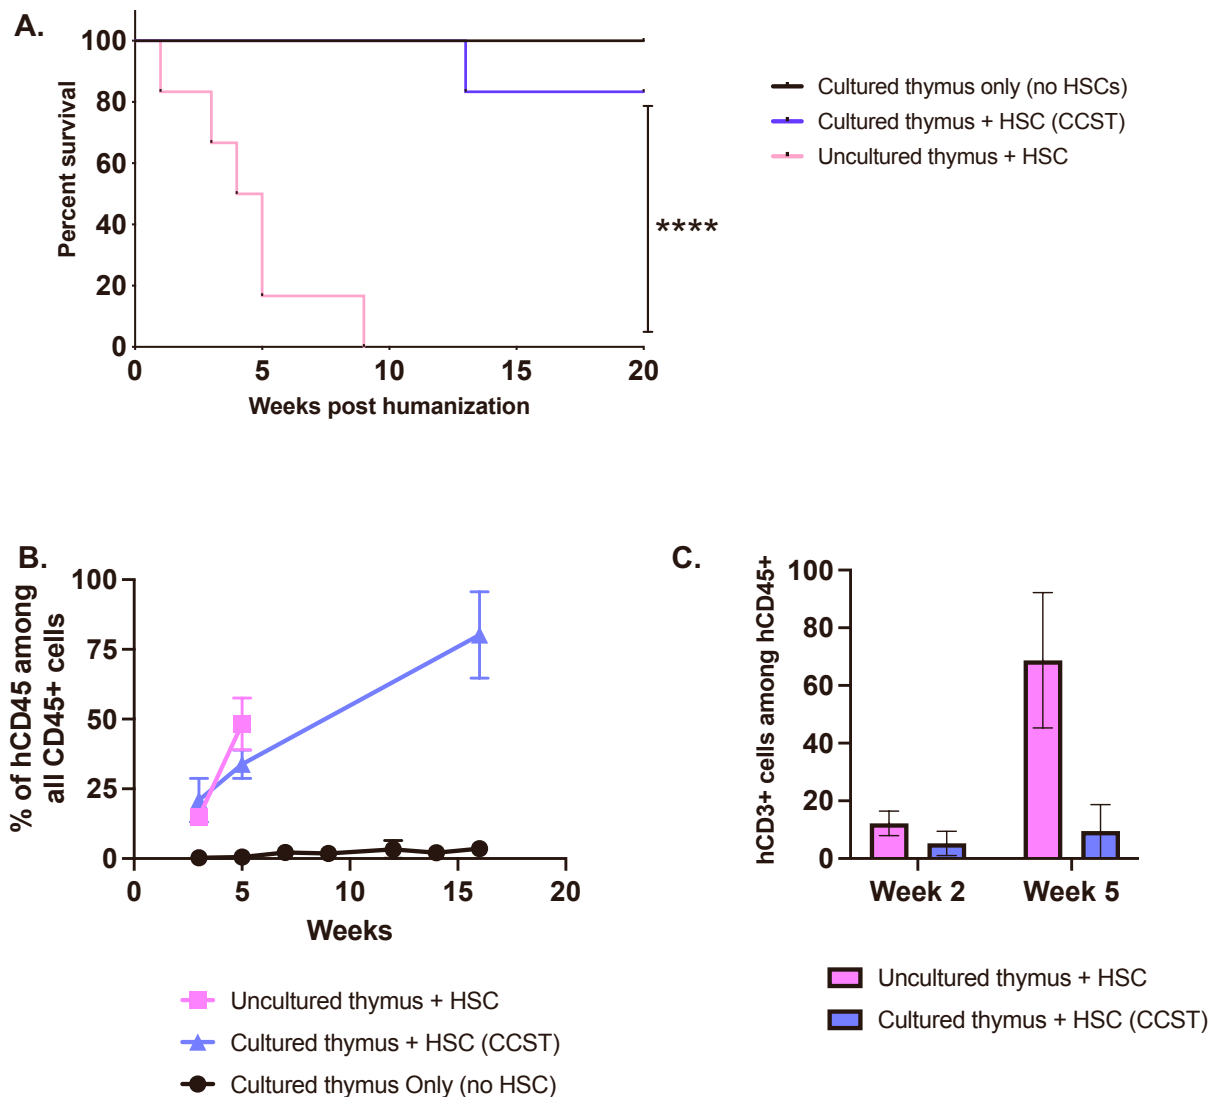 A.
Percent survival
100
80
60
40
20
0
0 5 10 15 20
Weeks post humanization
Cultured thymus only (no HSCs)
Cultured thymus + HSC (CCST)
Uncultured thymus + HSC
****
B.
% of hCD45 among
all CD45+ cells
100
75
50
25
0
0 5 10 15 20
Weeks
Uncultured thymus + HSC
Cultured thymus + HSC (CCST)
Cultured thymus Only (no HSC)
C.
hCD3+ cells among hCD45+
100
80
60
40
20
0
Week 2 Week 5
Uncultured thymus + HSC
Cultured thymus + HSC (CCST)